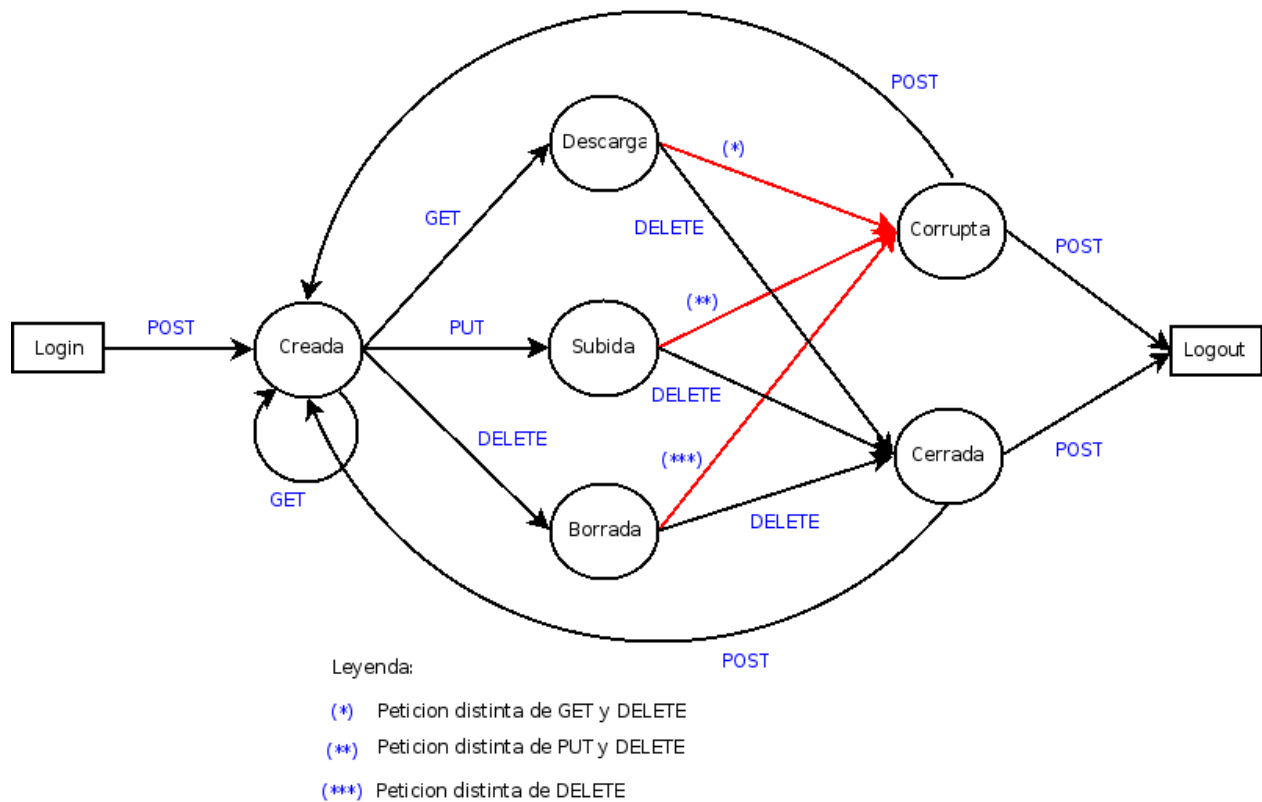 POST
Descarga
(*)
GET
DELETE
Corrupta
POST
(**)
Login
POST
Creada
PUT
Subida
Logout
DELETE
DELETE
(***)
Cerrada
POST
GET
Borrada
DELETE
POST
Leyenda:
(*) Peticion distinta de GET y DELETE
(**) Peticion distinta de PUT y DELETE
(***) Peticion distinta de DELETE